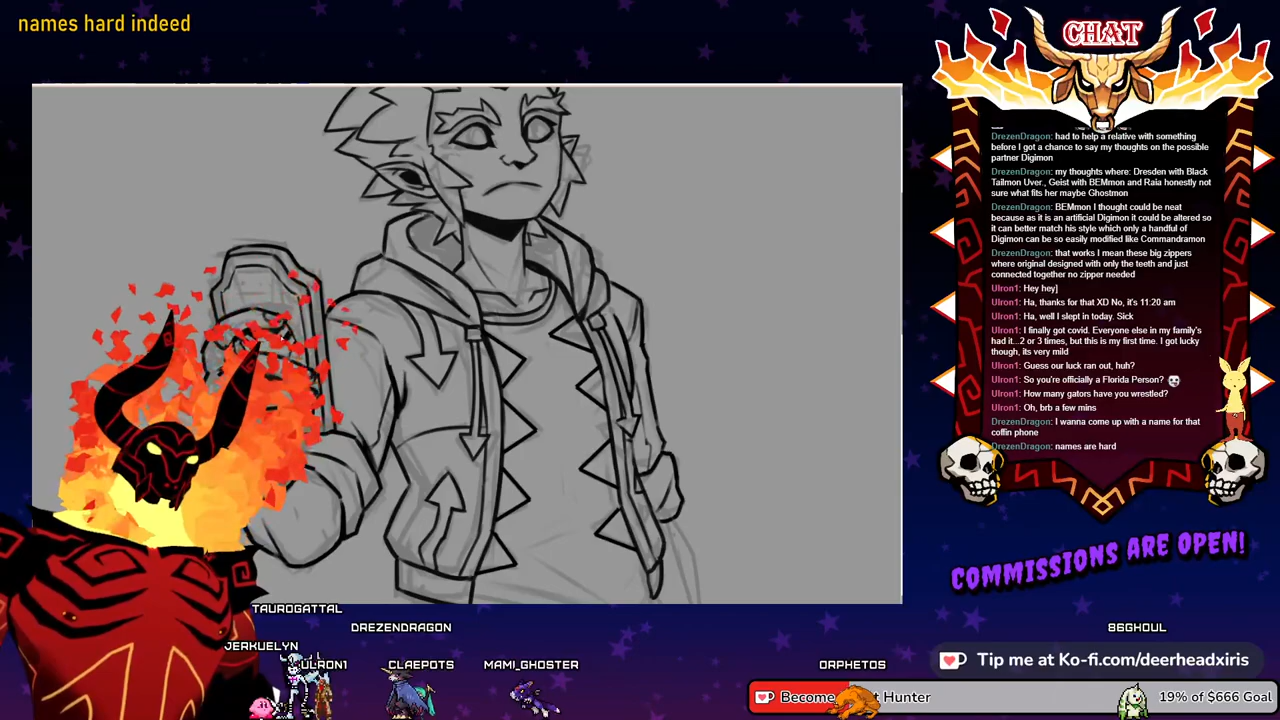 names hard indeed
CHAT
DrezenDragon: had to help a relative with something
before I got a chance to say my thoughts on the possible
partner Digimon
DrezenDragon: my thoughts where: Dresden with Black
Tailmon Uver., Geist with BEMmon and Raia honestly not
sure what fits her maybe Ghostmon
DrezenDragon: BEMmon I thought could be neat
because as it is an artificial Digimon it could be altered so
it can better match his style which only a handful of
Digimon can be so easily modified like Commandramon
DrezenDragon: that works I mean these big zippers
where original designed with only the teeth and just
connected together no zipper needed
Ulron1: Hey hey]
Ulron1: Ha, thanks for that XD No, it's 11:20 am
Ulron1: Ha, well I slept in today. Sick
Ulron1: I finally got covid. Everyone else in my family's
had it...2 or 3 times, but this is my first time. I got lucky
though, its very mild
Ulron1: Guess our luck ran out, huh?
Ulron1: So you're officially a Florida Person?
Ulron1: How many gators have you wrestled?
Ulron1: Oh, brb a few mins
DrezenDragon: I wanna come up with a name for that
coffin phone
DrezenDragon: names are hard
COMMISSIONS ARE OPEN!
TAUROGATTAL
DREZENDRAGON
86GHOUL
JERKUELYN
ULRON1
CLAEPOTS
MAMI_GHOSTER
ORPHETOS
Tip me at Ko-fi.com/deerheadxiris
Become t Hunter
19% of $666 Goal